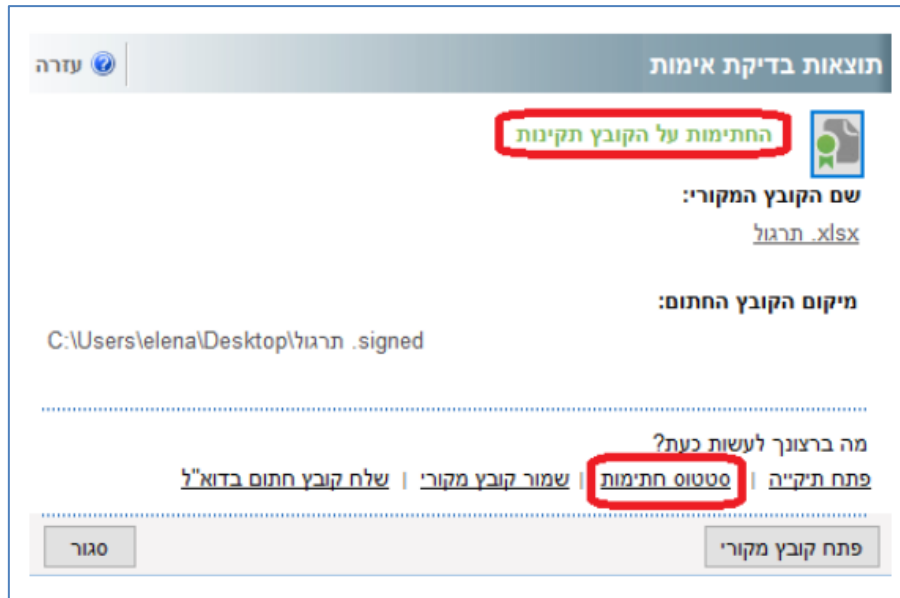 תוצאות בדיקת אימות
עזרה
החתימות על הקובץ תקינות
שם הקובץ המקורי:
תרגול .xlsx
מיקום הקובץ החתום:
C:\Users\elena\Desktop\תרגול .signed
מה ברצונך לעשות כעת?
פתח תיקייה | סטטוס חתימות | שמור קובץ מקורי | שלח קובץ חתום בדוא"ל
פתח קובץ מקורי
סגור